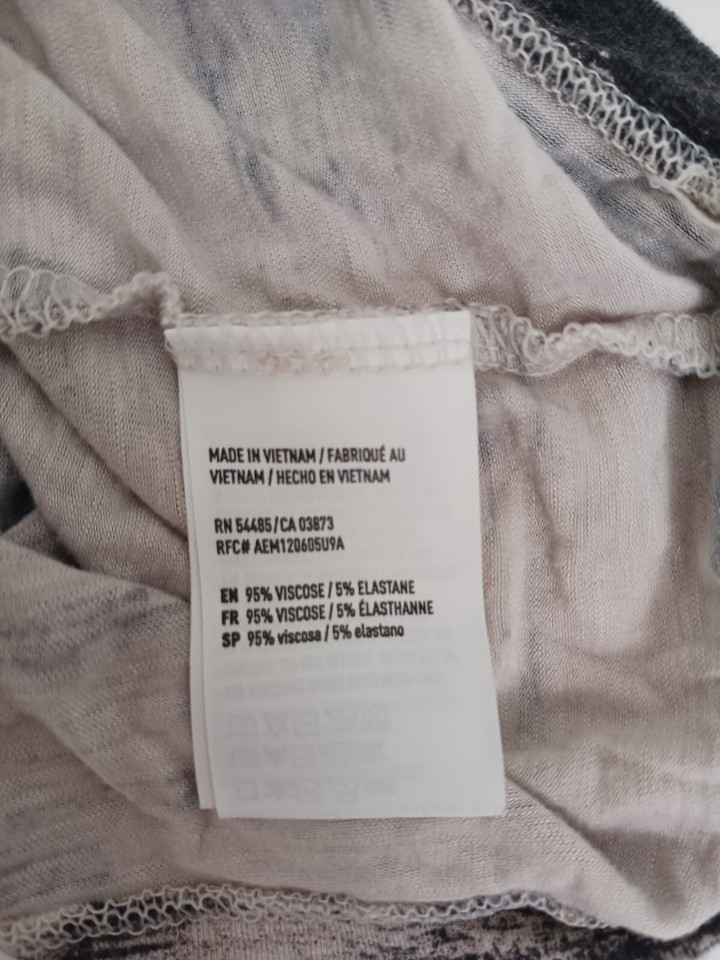 MADE IN VIETNAM / FABRIQUÉ AU
VIETNAM / HECHO EN VIETNAM
RN 54485/CA 03873
RFC# AEM120605U9A
EN 95% VISCOSE / 5% ELASTANE
FR 95% VISCOSE / 5% ÉLASTHANNE
SP 95% viscosa / 5% elastano